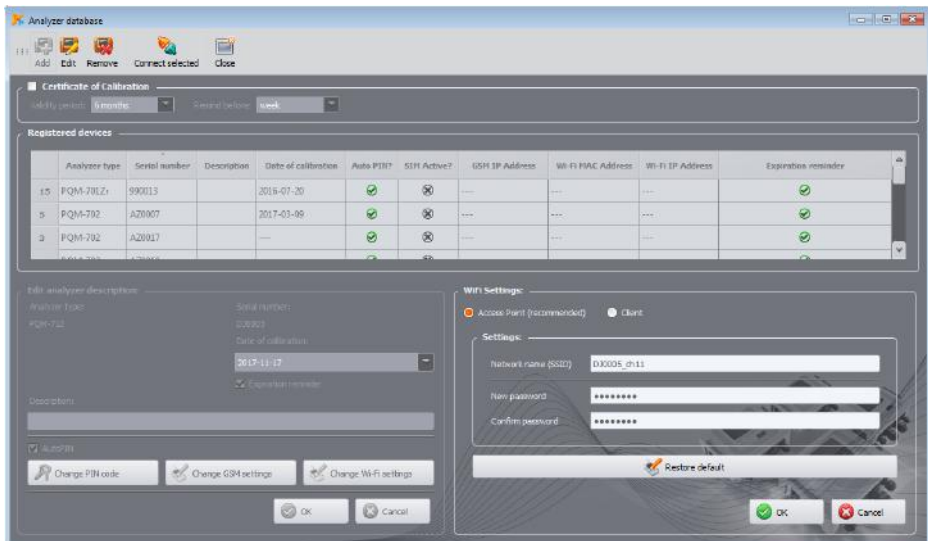 Analyzer database
Add Edit Remove Connect selected Close
Certificate of Calibration
Validity period: 6 months Remind before: week
Registered devices
Analyzer type Serial number Description Date of calibration Auto PIN? SIM Active? GSM IP Address Wi-Fi MAC Address Wi-Fi IP Address Expiration reminder
15 PQM-701Zr 990013 2016-07-20 --- --- ---
5 PQM-702 AZ0007 2017-03-09 --- --- ---
3 PQM-702 AZ0017 --- --- --- ---
Edit analyzer description:
Analyzer type:
Serial number:
PQM-712
Date of calibration:
2017-11-17
Expiration reminder
Description:
AutoPIN
Change PIN code Change GSM settings Change Wi-Fi settings
OK Cancel
WiFi Settings:
Access Point (recommended) Client
Settings:
Network name (SSID) DJ0005_ch11
New password ●●●●●●●●
Confirm password ●●●●●●●●
Restore default
OK Cancel